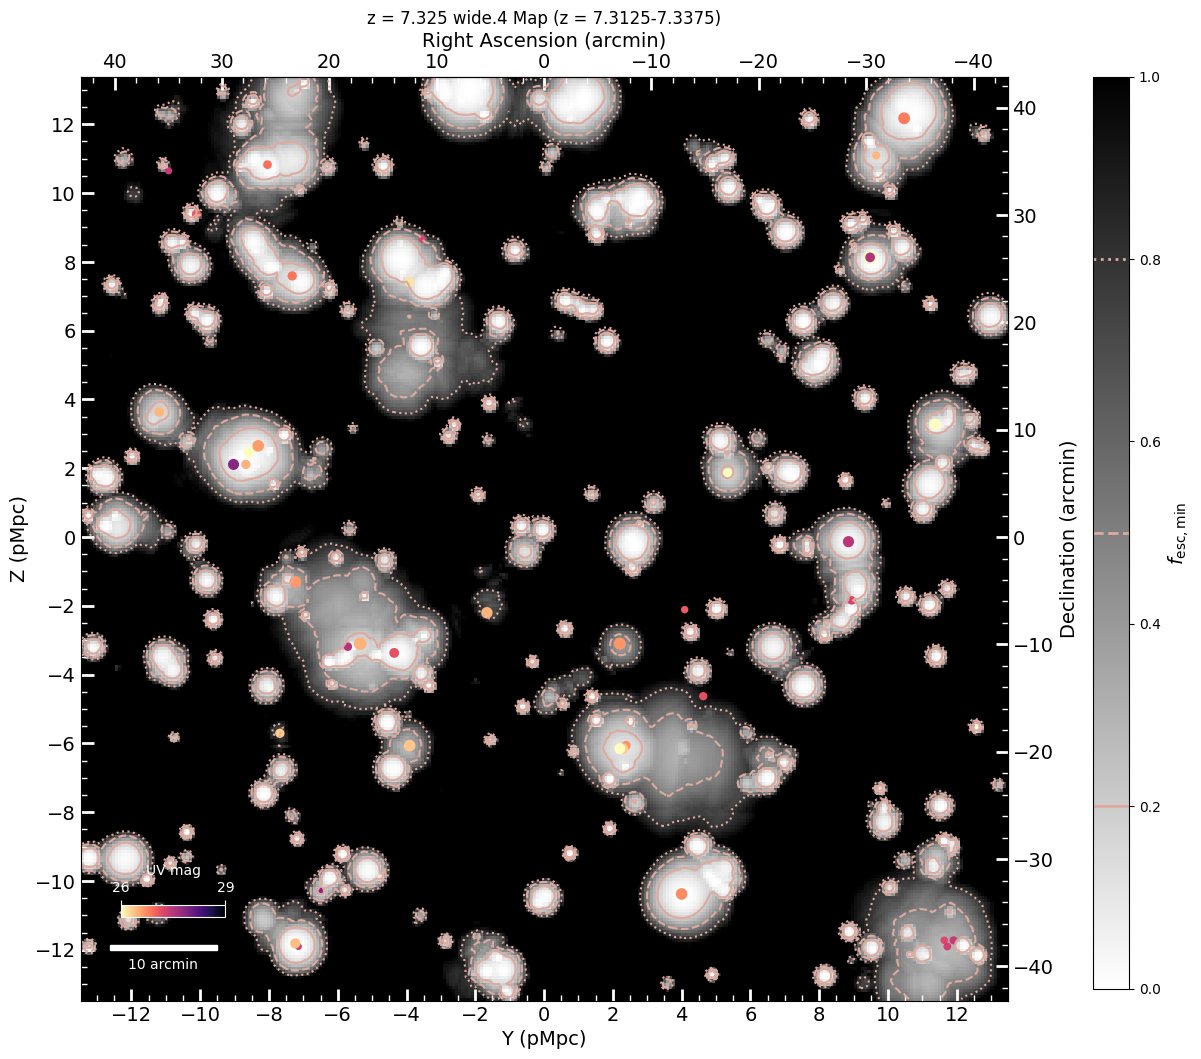 z = 7.325 wide.4 Map (z = 7.3125-7.3375)
Right Ascension (arcmin)
40 30 20 10 0 −10 −20 −30 −40
12
10
8
6
4
2
0
−2
−4
−6
−8
−10
−12
Z (pMpc)
UV mag
26 29
10 arcmin
−12 −10 −8 −6 −4 −2 0 2 4 6 8 10 12
Y (pMpc)
40
30
20
10
0
−10
−20
−30
−40
Declination (arcmin)
1.0
0.8
0.6
0.4
0.2
0.0
fesc,min